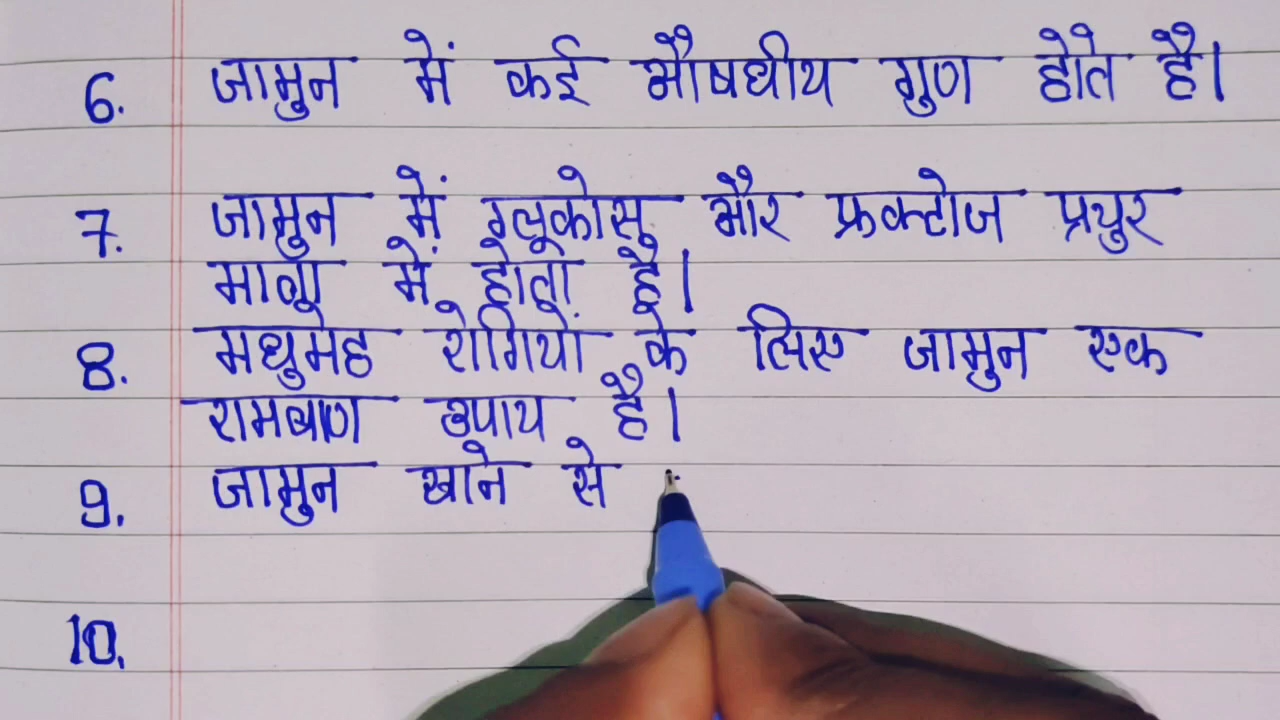 6. जामुन में कई औषधीय गुण होते है।
7. जामुन में ग्लूकोस और फ्रक्टोज प्रचुर
मात्रा में होता है।
8. मधुमेह रोगियों के लिए जामुन एक
रामबाण उपाय है।
9. जामुन खाने से
10.